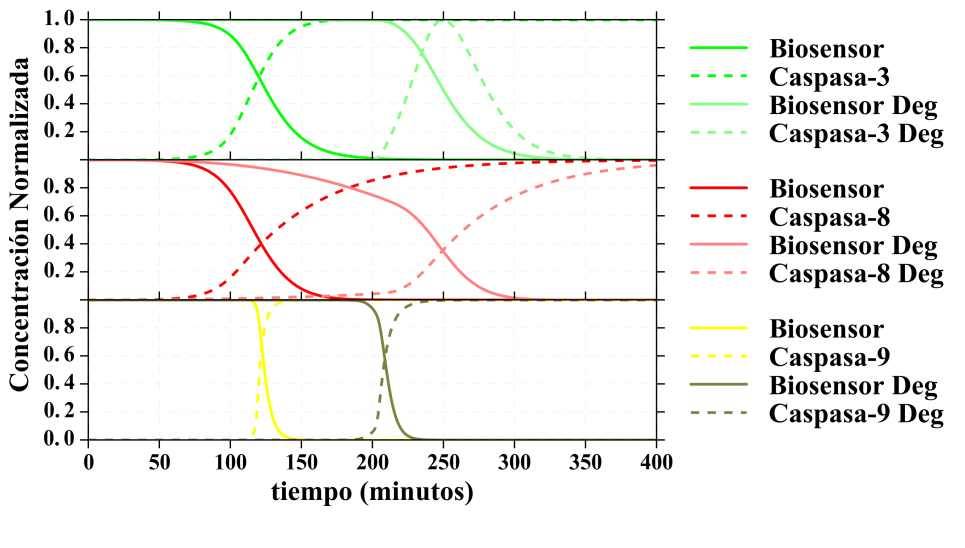 Concentración Normalizada
1.0
0.8
0.6
0.4
0.2
0.8
0.6
0.4
0.2
0.8
0.6
0.4
0.2
0.0
0 50 100 150 200 250 300 350 400
tiempo (minutos)
Biosensor
Caspasa-3
Biosensor Deg
Caspasa-3 Deg
Biosensor
Caspasa-8
Biosensor Deg
Caspasa-8 Deg
Biosensor
Caspasa-9
Biosensor Deg
Caspasa-9 Deg